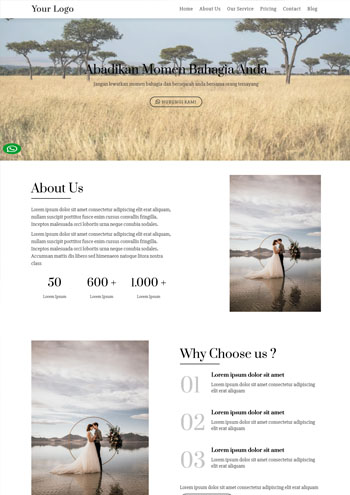 Your Logo
Home About Us Our Service Pricing Contact Blog
Abadikan Momen Bahagia Anda
Jangan lewatkan momen bahagia dan bersejarah anda bersama orang tersayang
HUBUNGI KAMI
About Us
Lorem ipsum dolor sit amet consectetur adipiscing elit erat aliquam,
nullam suscipit porttitor fusce enim cursus convallis fringilla.
Inceptos malesuada orci lobortis urna neque conubia sodales.
Lorem ipsum dolor sit amet consectetur adipiscing elit erat aliquam,
nullam suscipit porttitor fusce enim cursus convallis fringilla.
Inceptos malesuada orci lobortis urna neque conubia sodales.
Accumsan mattis dis libero sed himenaeos natoque litora nostra
class
50 600 + 1.000 +
Lorem Ipsum Lorem Ipsum Lorem Ipsum
Why Choose us ?
01
Lorem ipsum dolor sit amet
Lorem ipsum dolor sit amet consectetur adipiscing
elit erat aliquam
02
Lorem ipsum dolor sit amet
Lorem ipsum dolor sit amet consectetur adipiscing
elit erat aliquam
03
Lorem ipsum dolor sit amet
Lorem ipsum dolor sit amet consectetur adipiscing
elit erat aliquam
Lorem ipsum dolor sit amet consectetur adipiscing elit erat aliquam